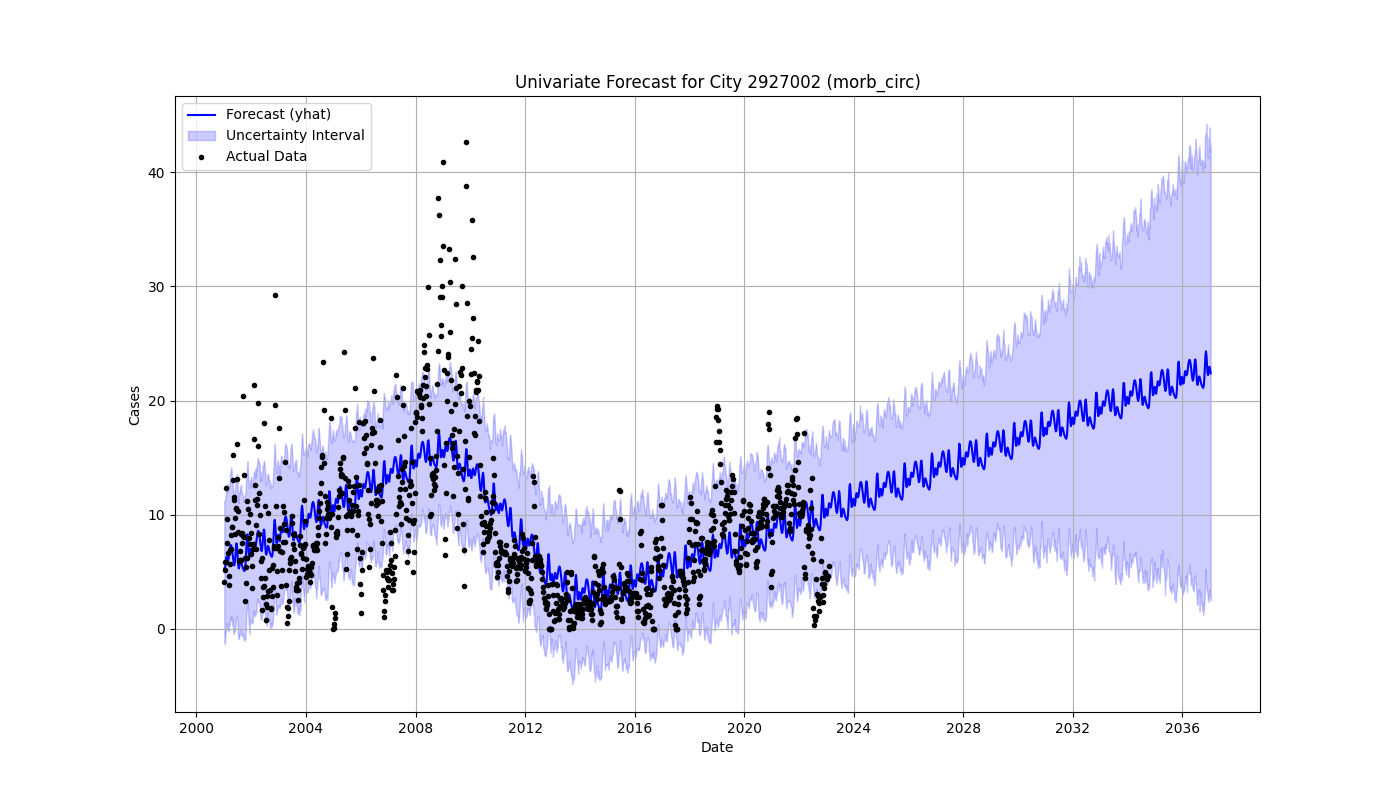 Univariate Forecast for City 2927002 (morb_circ)
Forecast (yhat)
Uncertainty Interval
Actual Data
40
30
20
10
0
Cases
2000 2004 2008 2012 2016 2020 2024 2028 2032 2036
Date